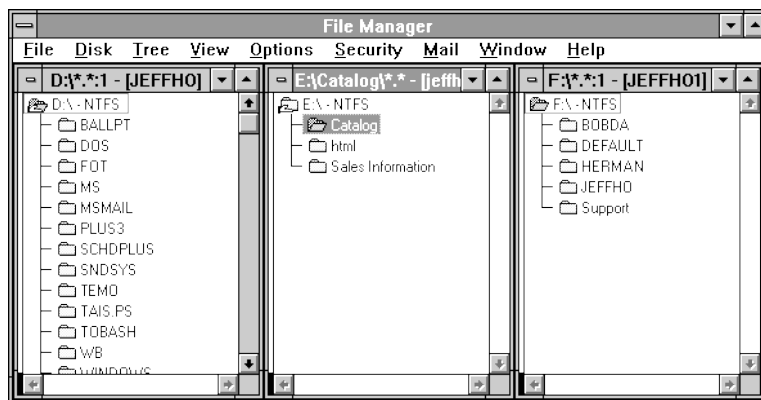 File Manager
File Disk Tree View Options Security Mail Window Help
D:\*.*:1 - [JEFFHO]
D:\ - NTFS
BALLPT
DOS
FOT
MS
MSMAIL
PLUS3
SCHDPLUS
SNDSYS
TEMO
TAIS.PS
TOBASH
WB
WINDOWS
E:\Catalog\*.* - [jeffh
E:\ - NTFS
Catalog
html
Sales Information
F:\*.*:1 - [JEFFHO1]
F:\ - NTFS
BOBDA
DEFAULT
HERMAN
JEFFHO
Support